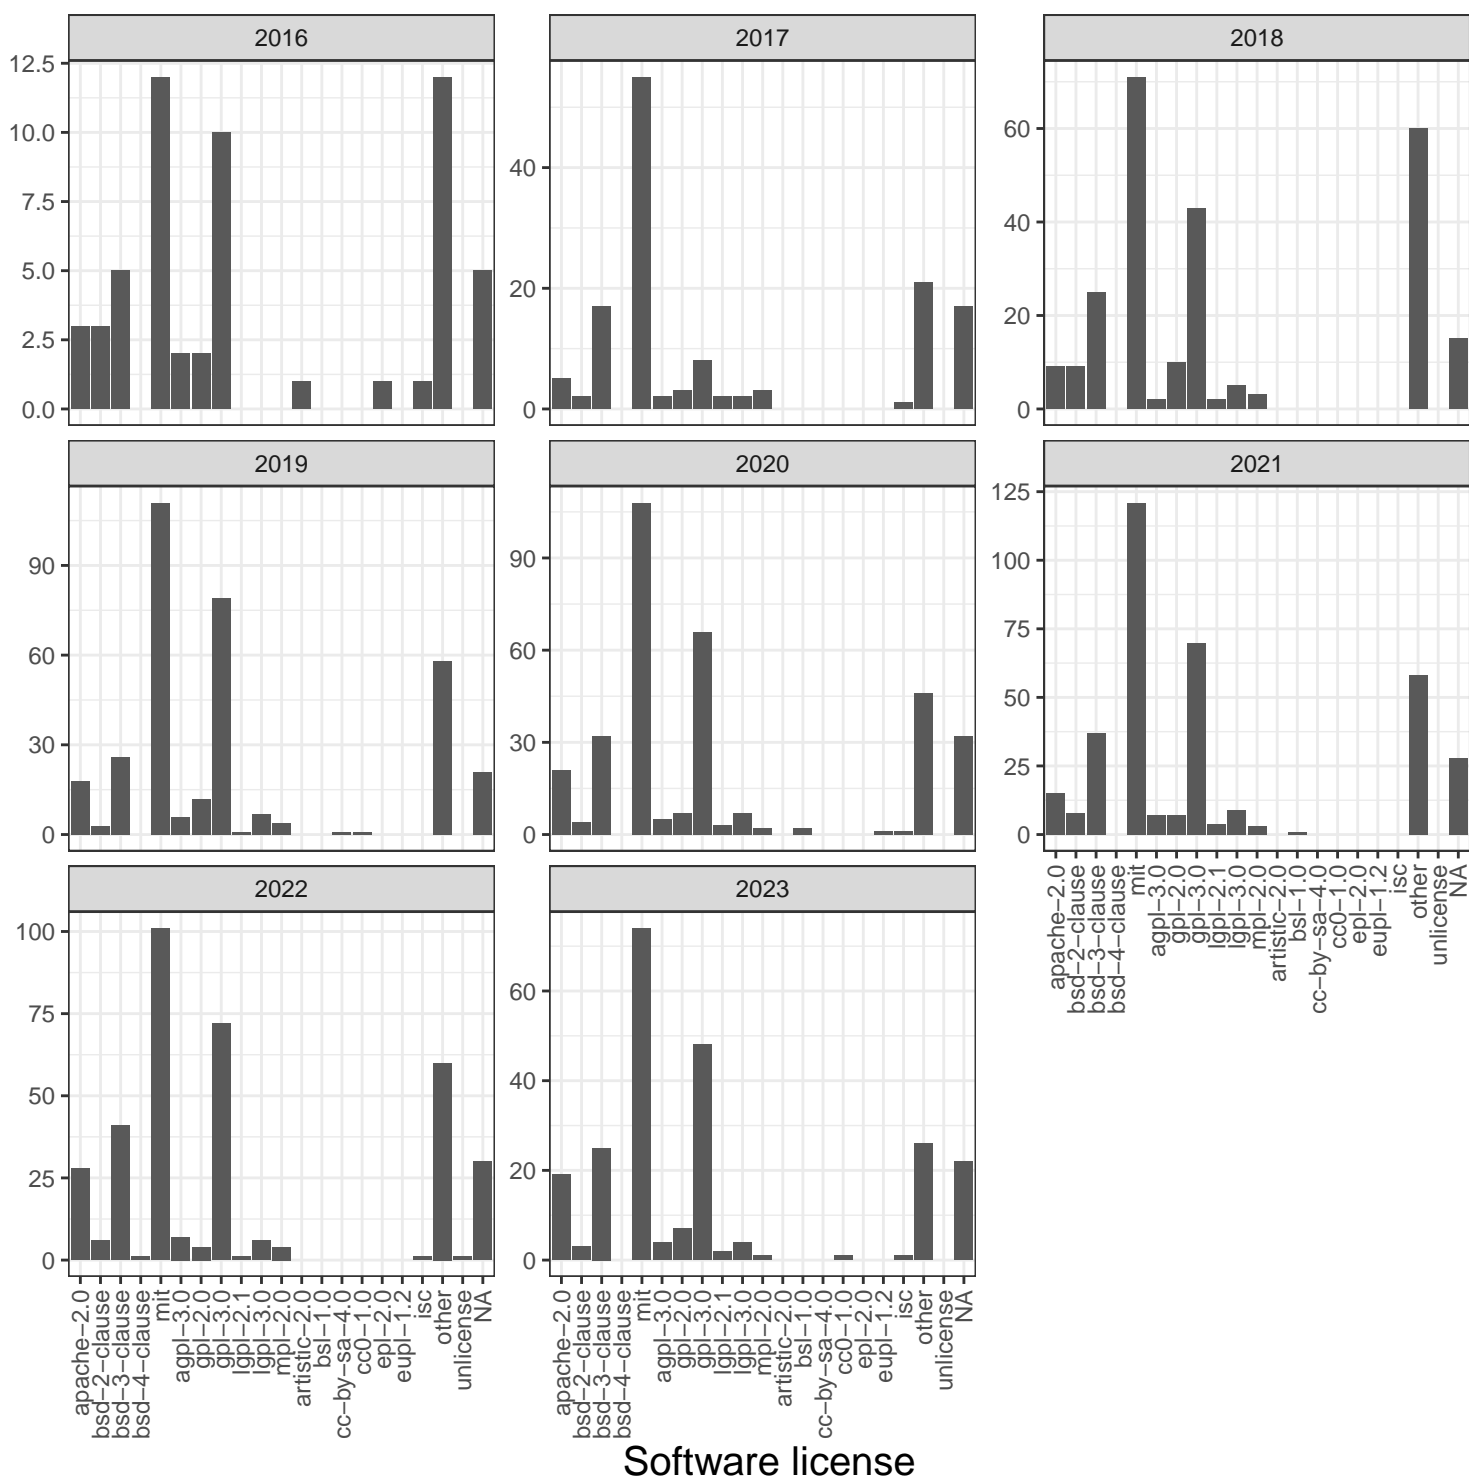 2016
2017
2018
12.5
10.0
7.5
5.0
2.5
0.0
40
20
0
60
40
20
0
2019
2020
2021
90
60
30
0
90
60
30
0
125
100
75
50
25
0
apache−2.0
bsd−2−clause
bsd−3−clause
bsd−4−clause
mit
agpl−3.0
gpl−2.0
gpl−3.0
lgpl−2.1
lgpl−3.0
mpl−2.0
artistic−2.0
bsl−1.0
cc−by−sa−4.0
cc0−1.0
epl−2.0
eupl−1.2
isc
other
unlicense
NA
2022
2023
100
75
50
25
0
60
40
20
0
apache−2.0
bsd−2−clause
bsd−3−clause
bsd−4−clause
mit
agpl−3.0
gpl−2.0
gpl−3.0
lgpl−2.1
lgpl−3.0
mpl−2.0
artistic−2.0
bsl−1.0
cc−by−sa−4.0
cc0−1.0
epl−2.0
eupl−1.2
isc
other
unlicense
NA
apache−2.0
bsd−2−clause
bsd−3−clause
bsd−4−clause
mit
agpl−3.0
gpl−2.0
gpl−3.0
lgpl−2.1
lgpl−3.0
mpl−2.0
artistic−2.0
bsl−1.0
cc−by−sa−4.0
cc0−1.0
epl−2.0
eupl−1.2
isc
other
unlicense
NA
Software license